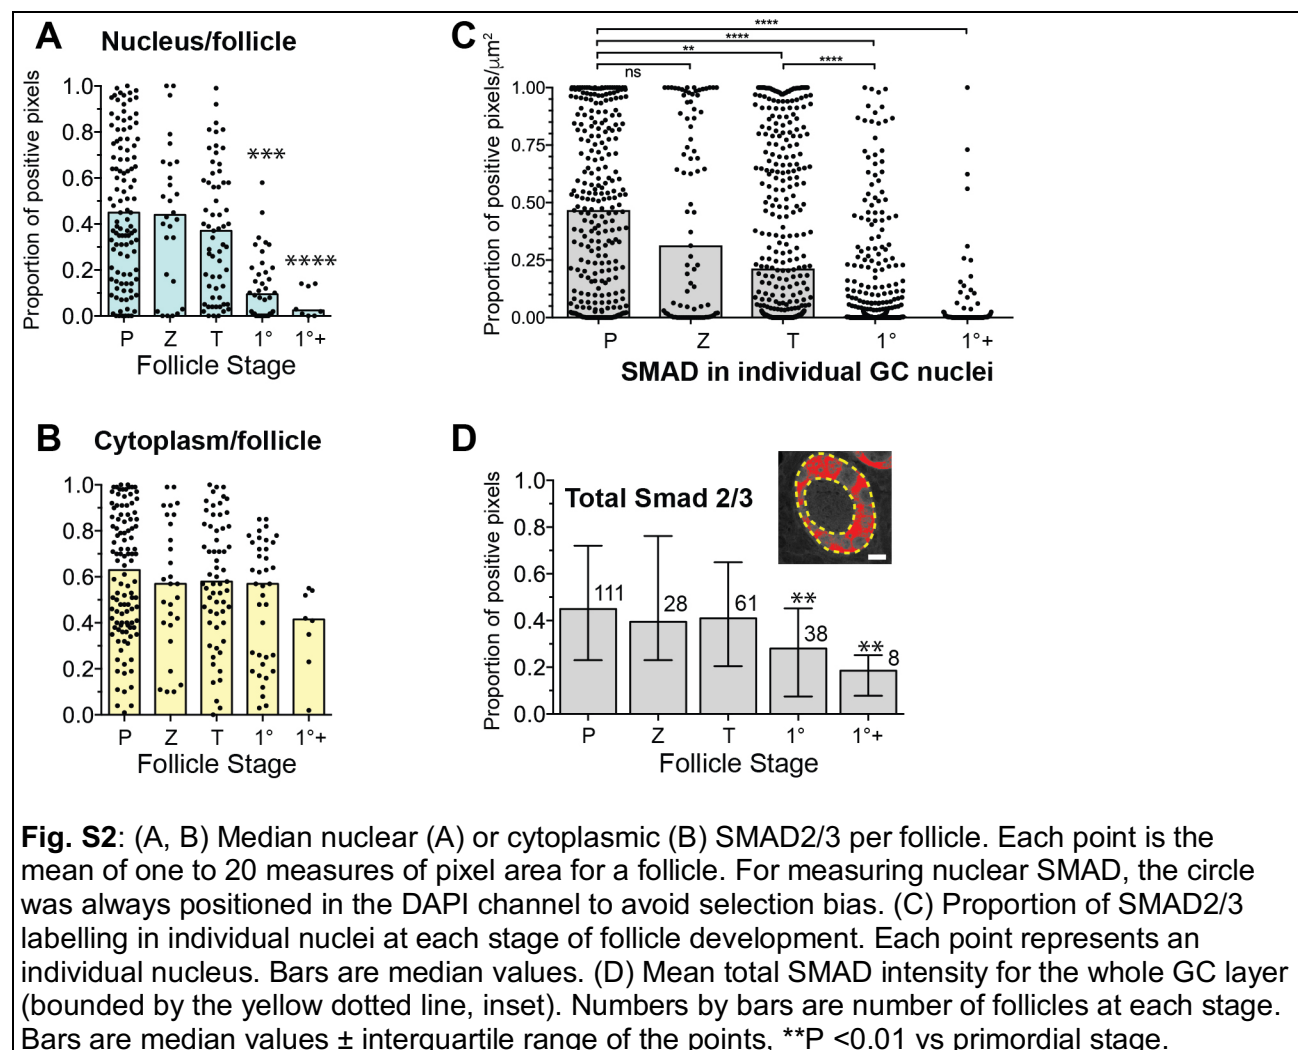 A Nucleus/follicle
Proportion of positive pixels
1.0
0.8
0.6
0.4
0.2
0.0
***
****
P Z T 1° 1°+
Follicle Stage
C
Proportion of positive pixels/µm²
1.00
0.75
0.50
0.25
0.00
****
****
**
ns
****
P Z T 1° 1°+
SMAD in individual GC nuclei
B Cytoplasm/follicle
1.0
0.8
0.6
0.4
0.2
0.0
P Z T 1° 1°+
Follicle Stage
D
Total Smad 2/3
Proportion of positive pixels
1.0
0.8
0.6
0.4
0.2
0.0
111
28
61
**
38
**
8
P Z T 1° 1°+
Follicle Stage
Fig. S2: (A, B) Median nuclear (A) or cytoplasmic (B) SMAD2/3 per follicle. Each point is the
mean of one to 20 measures of pixel area for a follicle. For measuring nuclear SMAD, the circle
was always positioned in the DAPI channel to avoid selection bias. (C) Proportion of SMAD2/3
labelling in individual nuclei at each stage of follicle development. Each point represents an
individual nucleus. Bars are median values. (D) Mean total SMAD intensity for the whole GC layer
(bounded by the yellow dotted line, inset). Numbers by bars are number of follicles at each stage.
Bars are median values ± interquartile range of the points, **P <0.01 vs primordial stage.